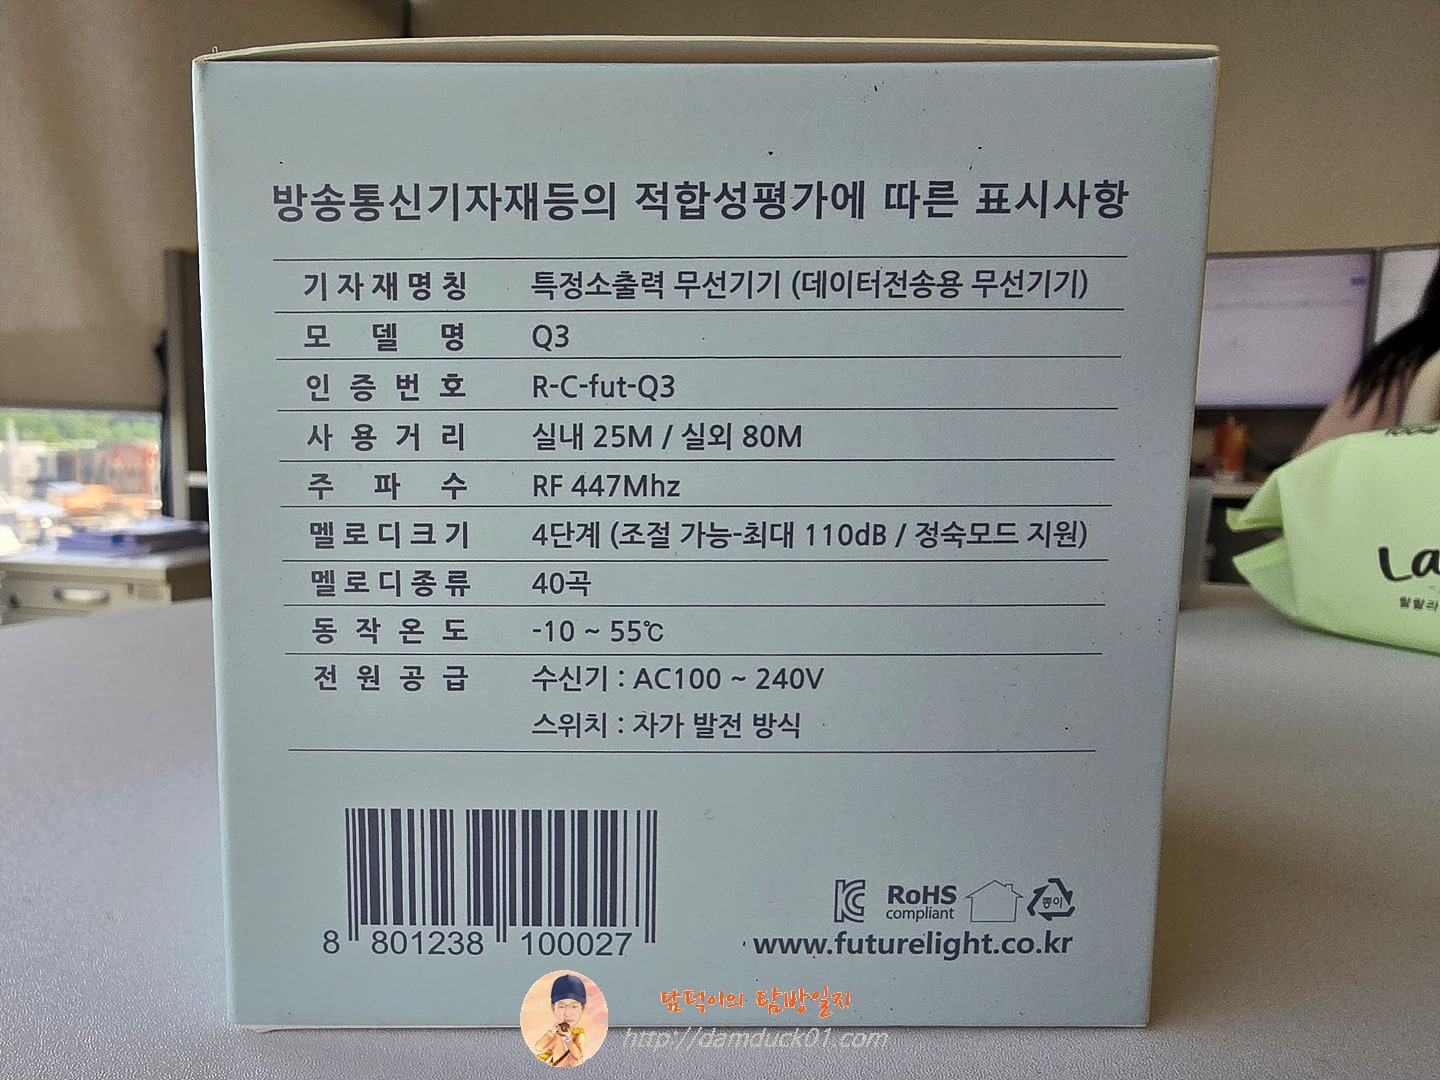 방송통신기자재등의 적합성평가에 따른 표시사항
기자재명칭 특정소출력 무선기기 (데이터전송용 무선기기)
모델명 Q3
인증번호 R-C-fut-Q3
사용거리 실내 25M / 실외 80M
주파수 RF 447Mhz
멜로디크기 4단계 (조절 가능-최대 110dB / 정숙모드 지원)
멜로디종류 40곡
동작온도 -10 ~ 55℃
전원공급 수신기 : AC100 ~ 240V
스위치 : 자가 발전 방식
La
RoHS
compliant
종이
8 801238 100027
www.futurelight.co.kr
담덕이의 탐방일지
http://damduck01.com